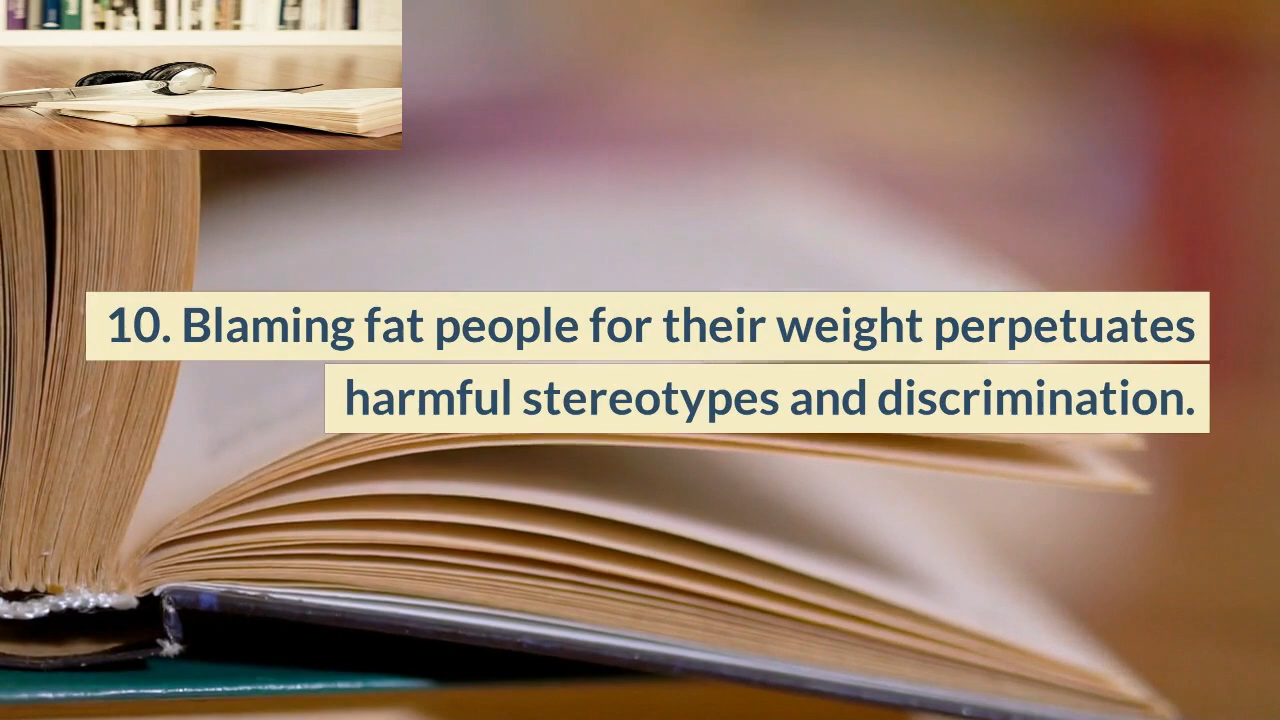 10. Blaming fat people for their weight perpetuates
harmful stereotypes and discrimination.